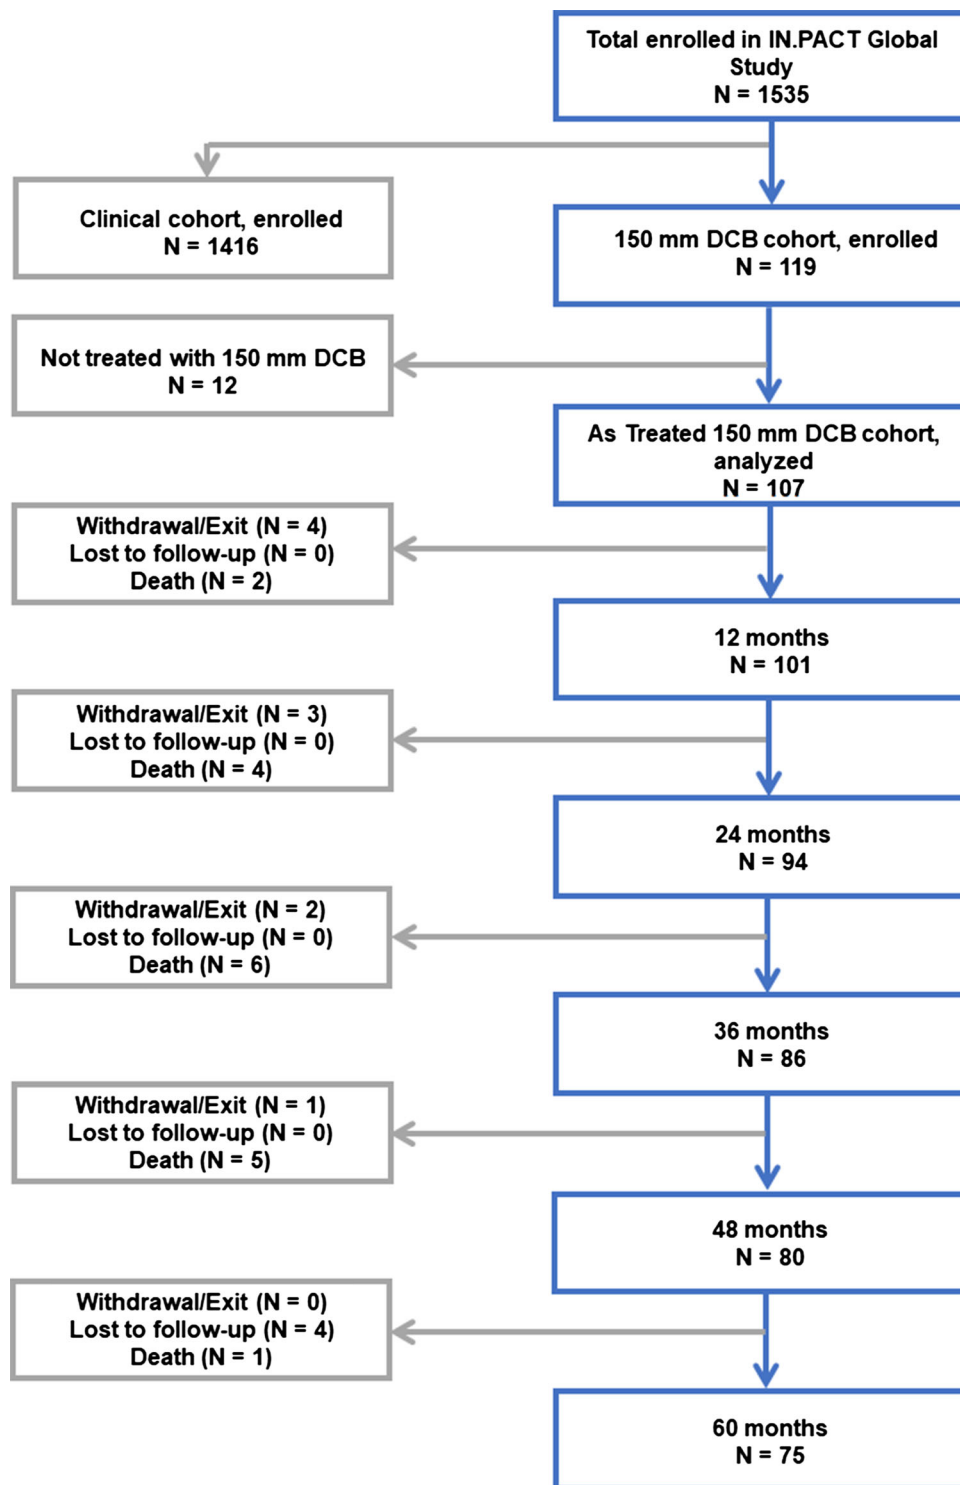 Total enrolled in IN.PACT Global
Study
N = 1535
Clinical cohort, enrolled
N = 1416
150 mm DCB cohort, enrolled
N = 119
Not treated with 150 mm DCB
N = 12
As Treated 150 mm DCB cohort,
analyzed
N = 107
Withdrawal/Exit (N = 4)
Lost to follow-up (N = 0)
Death (N = 2)
12 months
N = 101
Withdrawal/Exit (N = 3)
Lost to follow-up (N = 0)
Death (N = 4)
24 months
N = 94
Withdrawal/Exit (N = 2)
Lost to follow-up (N = 0)
Death (N = 6)
36 months
N = 86
Withdrawal/Exit (N = 1)
Lost to follow-up (N = 0)
Death (N = 5)
48 months
N = 80
Withdrawal/Exit (N = 0)
Lost to follow-up (N = 4)
Death (N = 1)
60 months
N = 75